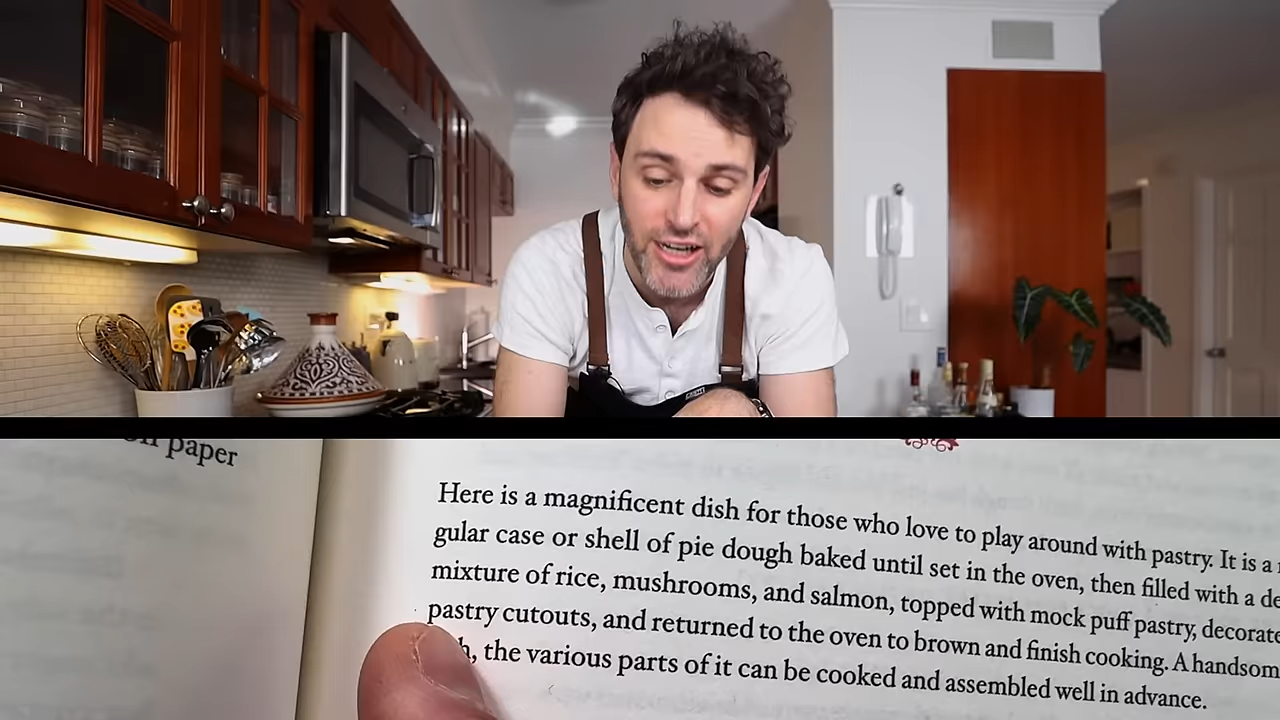 paper
Here is a magnificent dish for those who love to play around with pastry. It is a
gular case or shell of pie dough baked until set in the oven, then filled with a
mixture of rice, mushrooms, and salmon, topped with mock puff pastry,
pastry cutouts, and returned to the oven to brown and finish cooking. A
the various parts of it can be cooked and assembled well in advance.